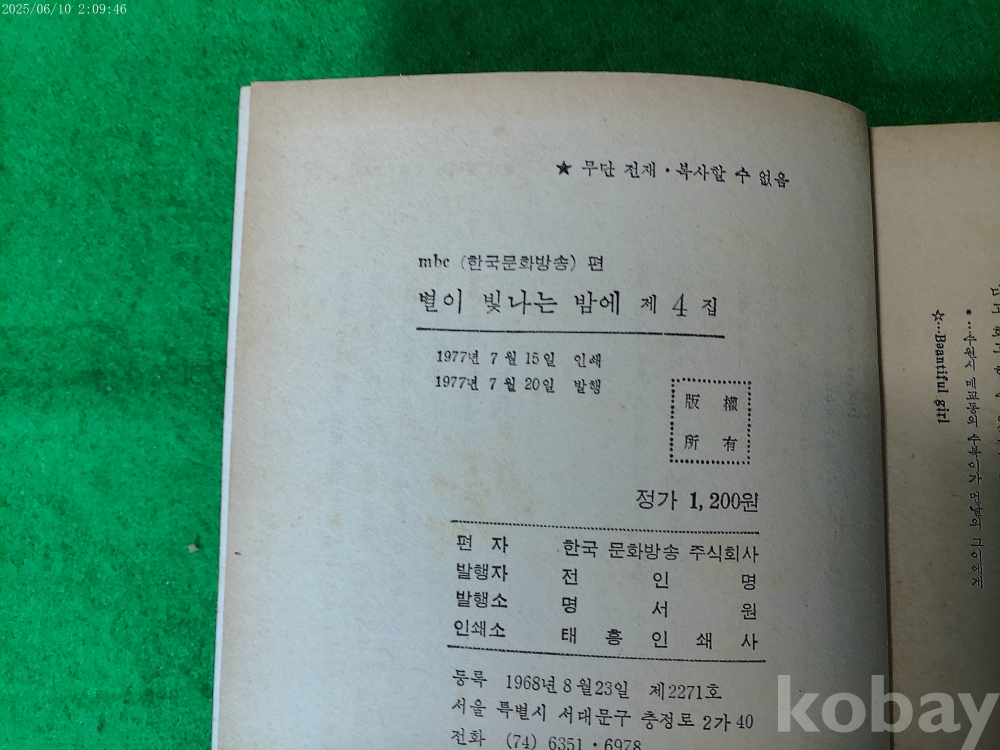 2025/06/10 2:09:46
★ 무단 전재·복사할 수 없음
mbc (한국문화방송) 편
별이 빛나는 밤에 제 4 집
1977년 7월 15일 인쇄
1977년 7월 20일 발행
版權
所有
정가 1,200원
편 자 한국 문화방송 주식회사
발행자 전 인 명
발행소 명 서 원
인쇄소 태 흥 인 쇄 사
등록 1968년 8월 23일 제2271호
서울 특별시 서대문구 충정로 2가 40
전화 (74) 6351·6978
☆…Baantiful girl
kobay